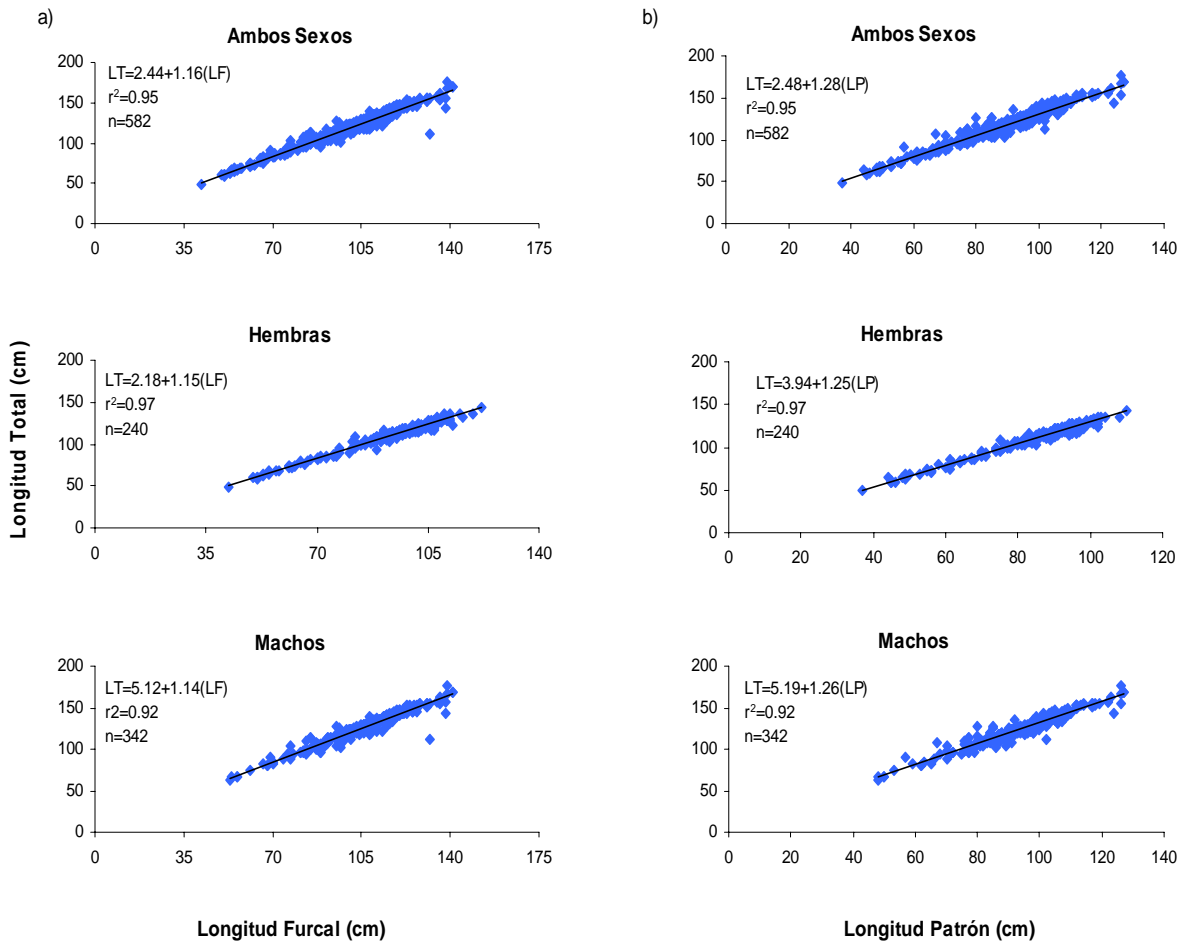 a)
Ambos Sexos
LT=2.44+1.16(LF)
r²=0.95
n=582
200
150
100
50
0
0 35 70 105 140 175
b)
Ambos Sexos
LT=2.48+1.28(LP)
r²=0.95
n=582
200
150
100
50
0
0 20 40 60 80 100 120 140
Longitud Total (cm)
Hembras
LT=2.18+1.15(LF)
r²=0.97
n=240
200
150
100
50
0
0 35 70 105 140
Hembras
LT=3.94+1.25(LP)
r²=0.97
n=240
200
150
100
50
0
0 20 40 60 80 100 120
Machos
LT=5.12+1.14(LF)
r2=0.92
n=342
200
150
100
50
0
0 35 70 105 140 175
Machos
LT=5.19+1.26(LP)
r²=0.92
n=342
200
150
100
50
0
0 20 40 60 80 100 120 140
Longitud Furcal (cm)
Longitud Patrón (cm)